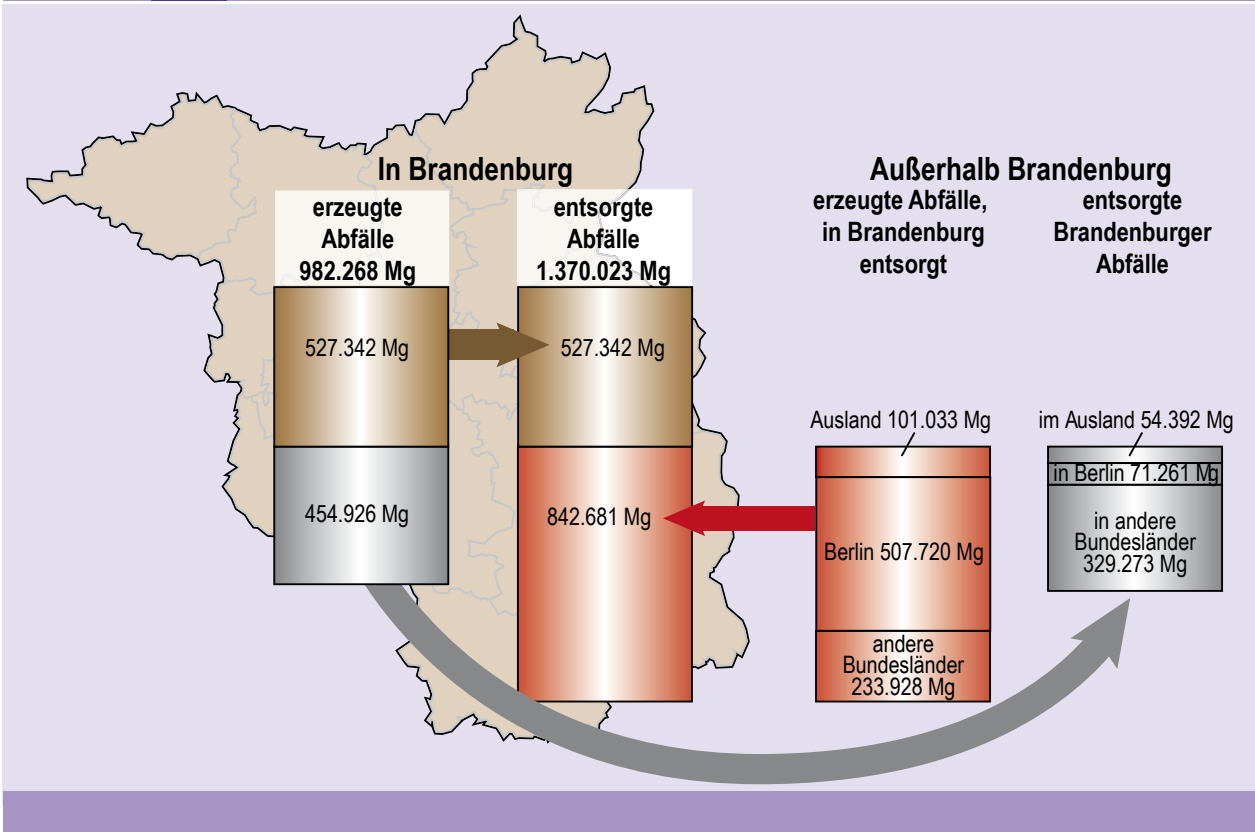 In Brandenburg
erzeugte
Abfälle
982.268 Mg
entsorgte
Abfälle
1.370.023 Mg
527.342 Mg
527.342 Mg
454.926 Mg
842.681 Mg
Außerhalb Brandenburg
erzeugte Abfälle,
in Brandenburg
entsorgt
entsorgte
Brandenburger
Abfälle
Ausland 101.033 Mg
Berlin 507.720 Mg
andere
Bundesländer
233.928 Mg
im Ausland 54.392 Mg
in Berlin 71.261 Mg
in andere
Bundesländer
329.273 Mg